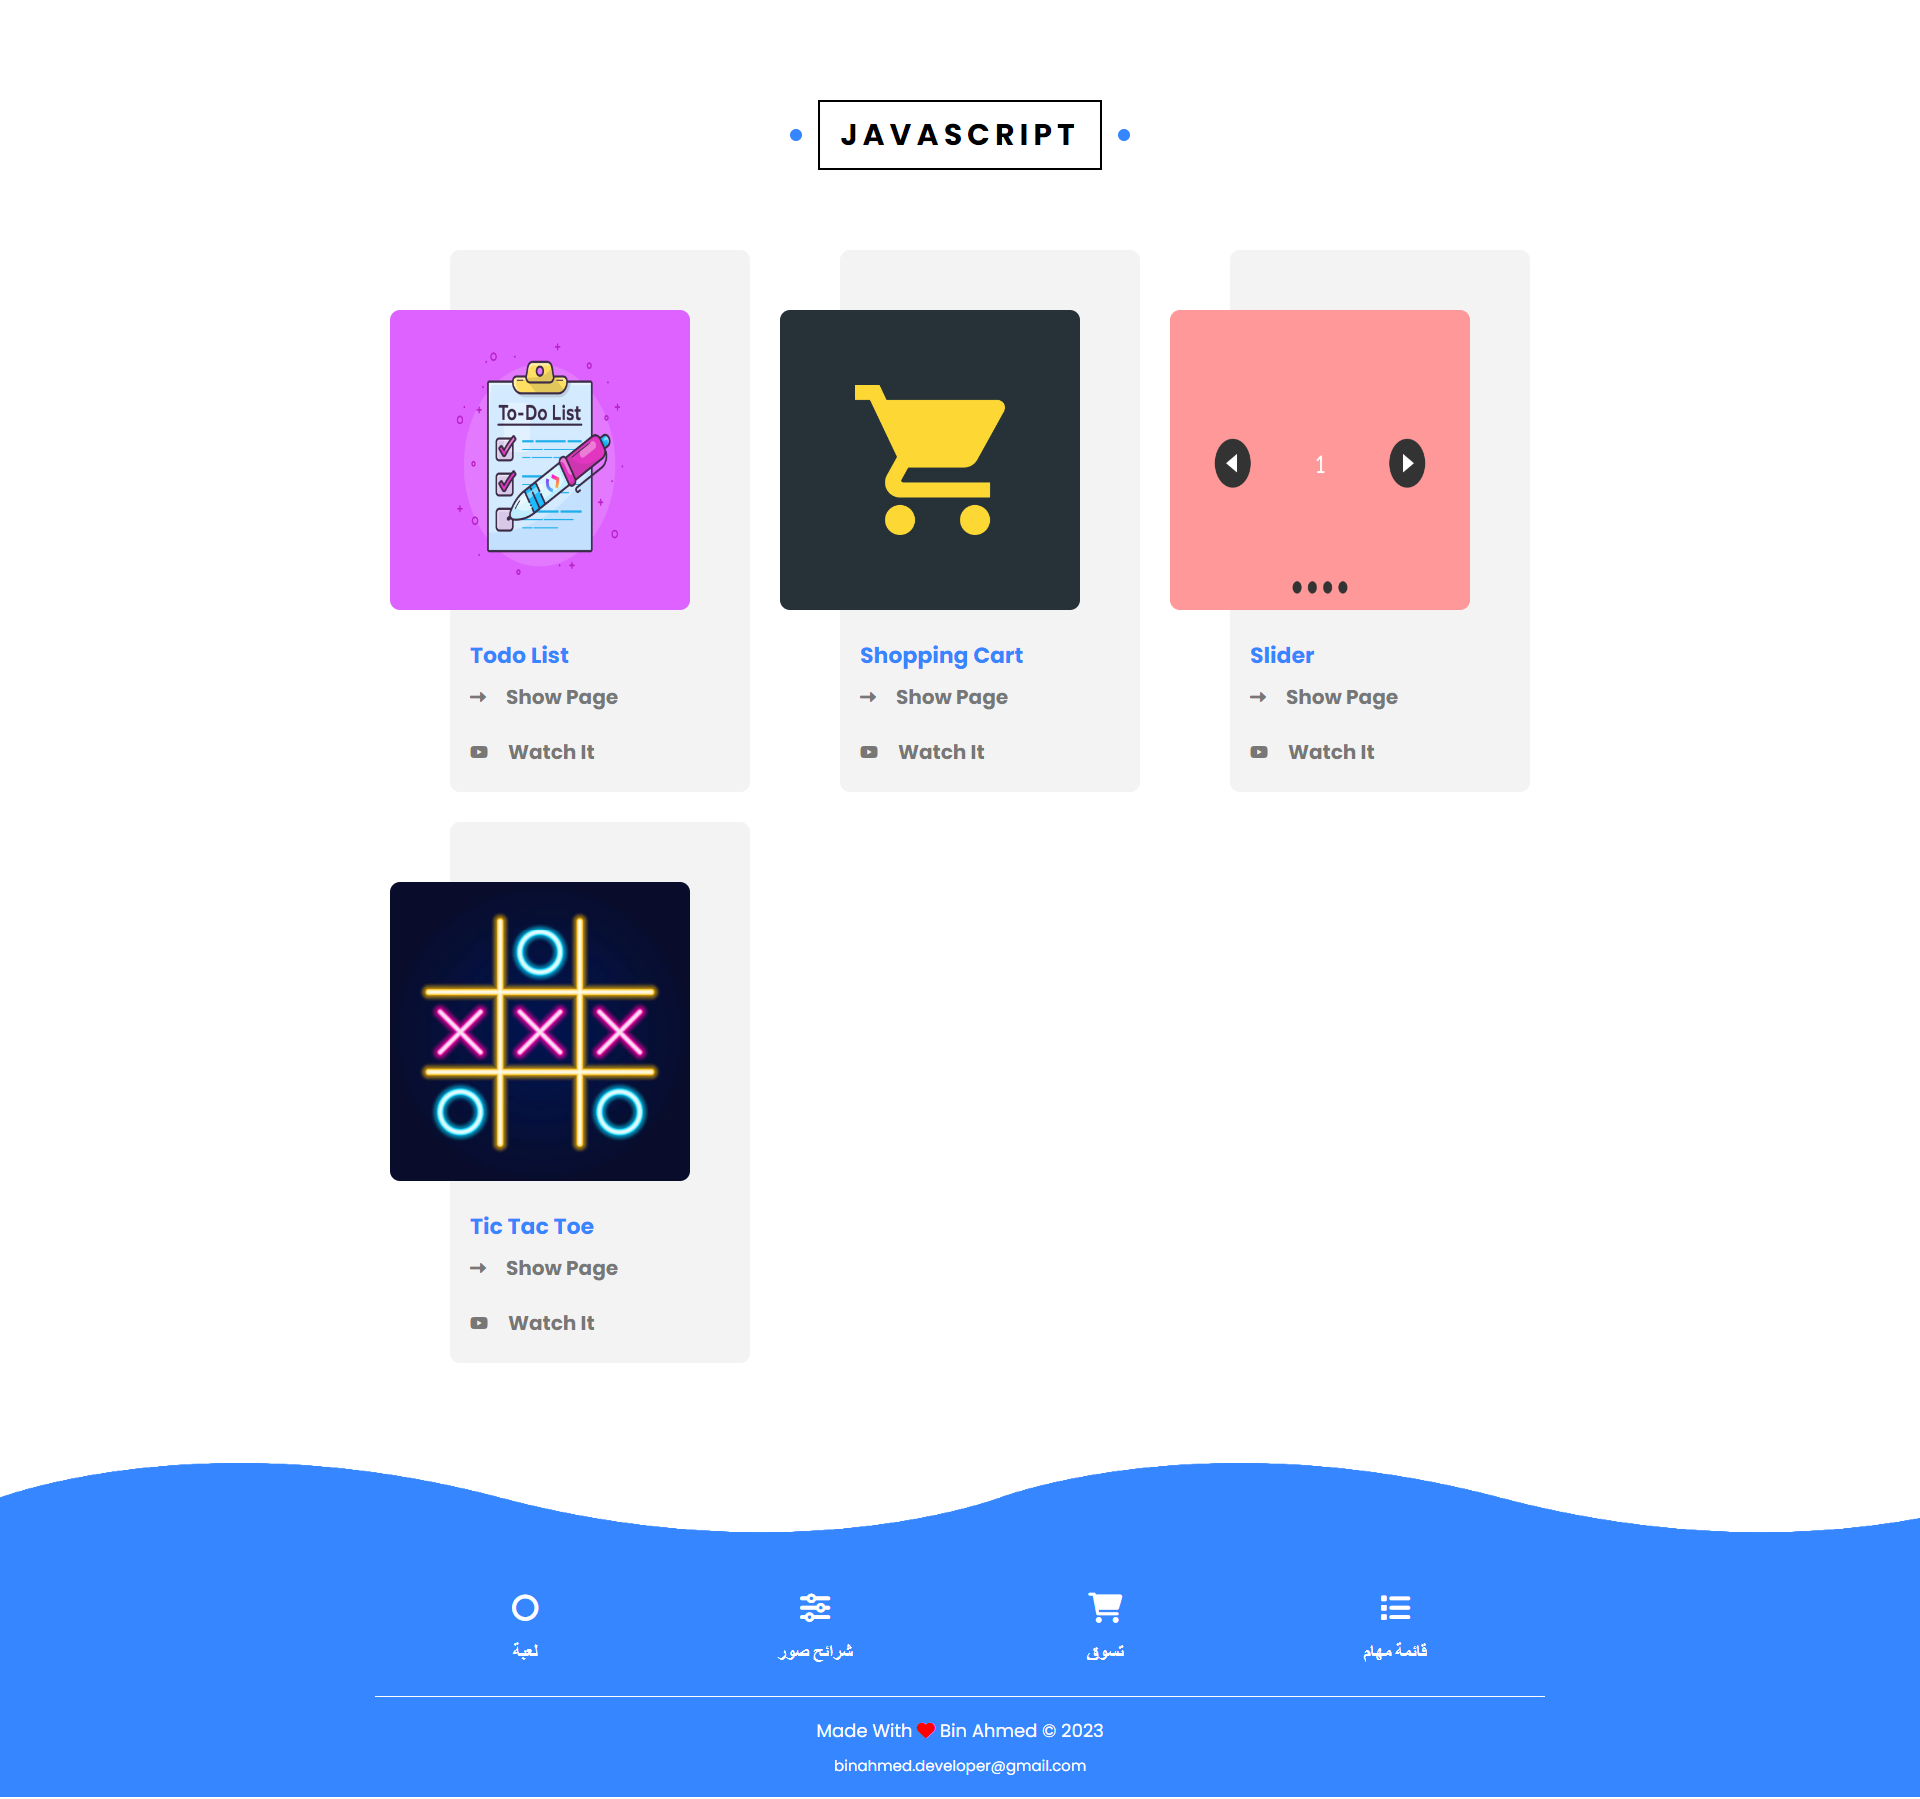 JAVASCRIPT
To-Do List
1
Todo List
Show Page
Watch It
Shopping Cart
Show Page
Watch It
Slider
Show Page
Watch It
Tic Tac Toe
Show Page
Watch It
قائمة مهام
تسوق
شرائح صور
لعبة
Made With ❤ Bin Ahmed © 2023
binahmed.developer@gmail.com